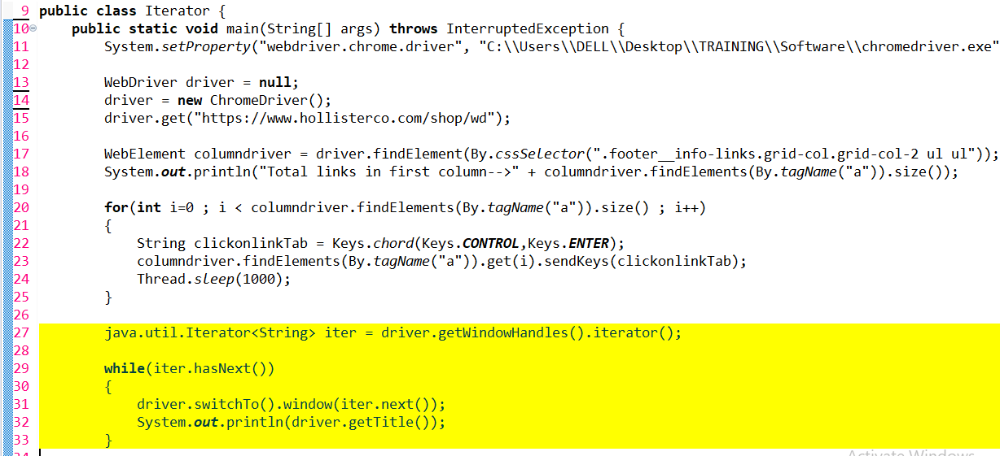 9 public class Iterator {
10 public static void main(String[] args) throws InterruptedException {
11 System.setProperty("webdriver.chrome.driver", "C:\\Users\\DELL\\Desktop\\TRAINING\\Software\\chromedriver.exe"
12
13 WebDriver driver = null;
14 driver = new ChromeDriver();
15 driver.get("https://www.hollisterco.com/shop/wd");
16
17 WebElement columndriver = driver.findElement(By.cssSelector(".footer__info-links.grid-col.grid-col-2 ul ul"));
18 System.out.println("Total links in first column-->" + columndriver.findElements(By.tagName("a")).size());
19
20 for(int i=0 ; i < columndriver.findElements(By.tagName("a")).size() ; i++)
21 {
22 String clickonlinkTab = Keys.chord(Keys.CONTROL,Keys.ENTER);
23 columndriver.findElements(By.tagName("a")).get(i).sendKeys(clickonlinkTab);
24 Thread.sleep(1000);
25 }
26
27 java.util.Iterator<String> iter = driver.getWindowHandles().iterator();
28
29 while(iter.hasNext())
30 {
31 driver.switchTo().window(iter.next());
32 System.out.println(driver.getTitle());
33 }
34
Activate Windows